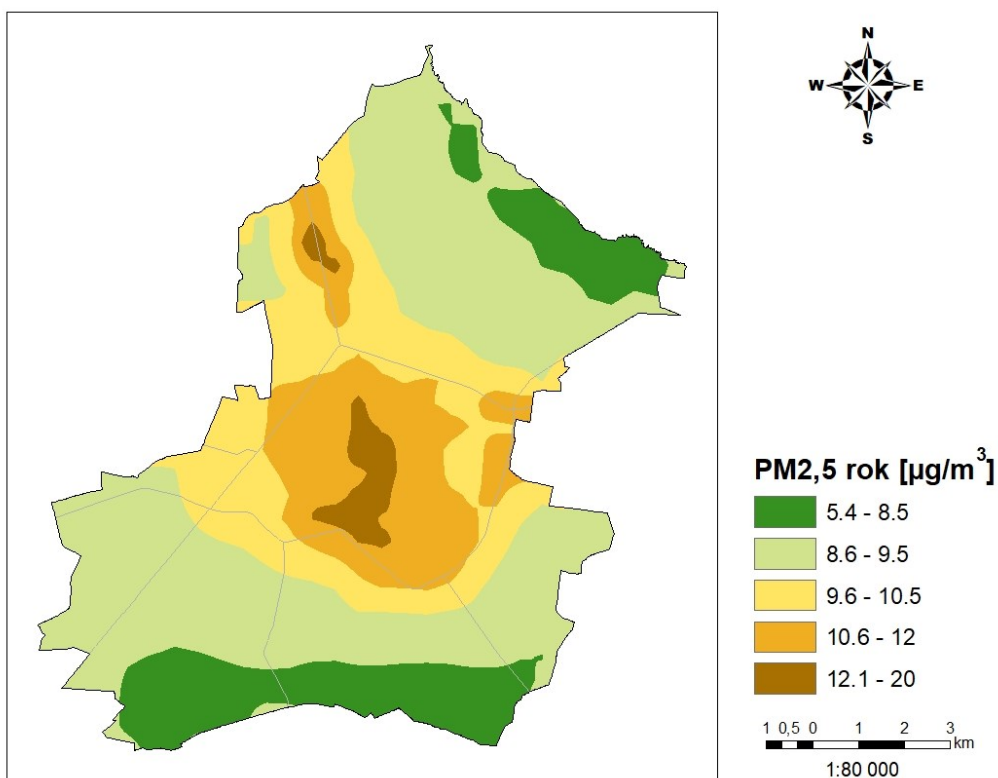 N
W E
S
PM2,5 rok [µg/m³]
5.4 - 8.5
8.6 - 9.5
9.6 - 10.5
10.6 - 12
12.1 - 20
1 0,5 0 1 2 3
km
1:80 000